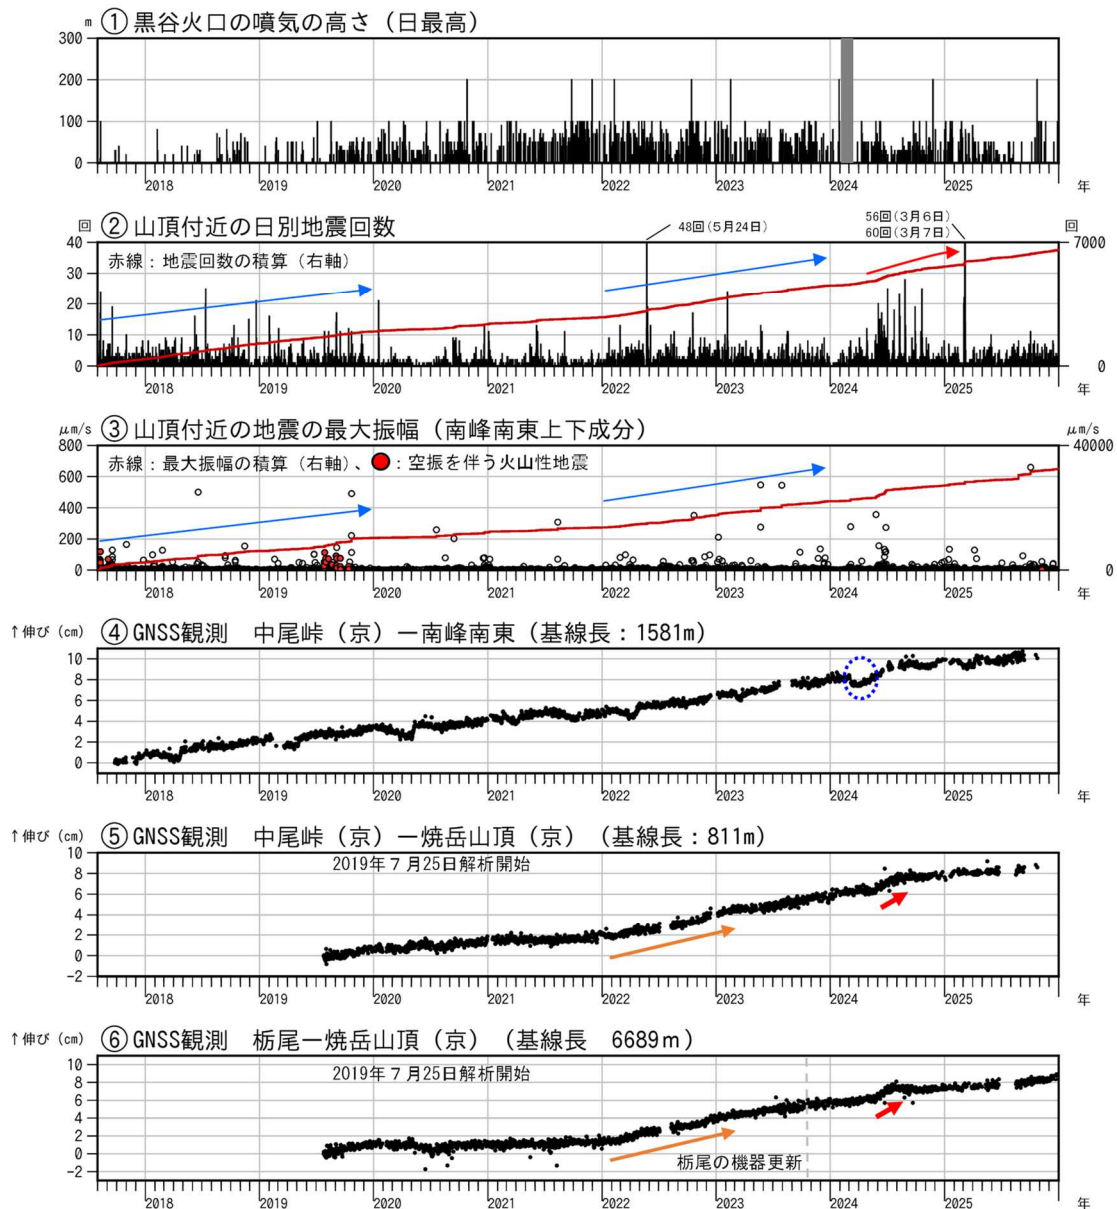 m ①黒谷火口の噴気の高さ（日最高）
300
200
100
0
2018 2019 2020 2021 2022 2023 2024 2025 年
回 ②山頂付近の日別地震回数
48回(5月24日)
56回(3月6日)
60回(3月7日)
回
40 7000
赤線：地震回数の積算（右軸）
30
20
10
0 0
2018 2019 2020 2021 2022 2023 2024 2025 年
μm/s ③山頂付近の地震の最大振幅（南峰南東上下成分） μm/s
800 40000
赤線：最大振幅の積算（右軸）、 ：空振を伴う火山性地震
600
400
200
0 0
2018 2019 2020 2021 2022 2023 2024 2025 年
↑伸び(cm) ④GNSS観測　中尾峠（京）ー南峰南東（基線長：1581m）
10
8
6
4
2
0
2018 2019 2020 2021 2022 2023 2024 2025 年
↑伸び(cm) ⑤GNSS観測　中尾峠（京）ー焼岳山頂（京）（基線長：811m）
10
2019年７月25日解析開始
8
6
4
2
0
-2
2018 2019 2020 2021 2022 2023 2024 2025 年
↑伸び(cm) ⑥GNSS観測　栃尾ー焼岳山頂（京）（基線長　6689ｍ）
10
2019年７月25日解析開始
8
6
4
2
0
栃尾の機器更新
-2
2018 2019 2020 2021 2022 2023 2024 2025 年